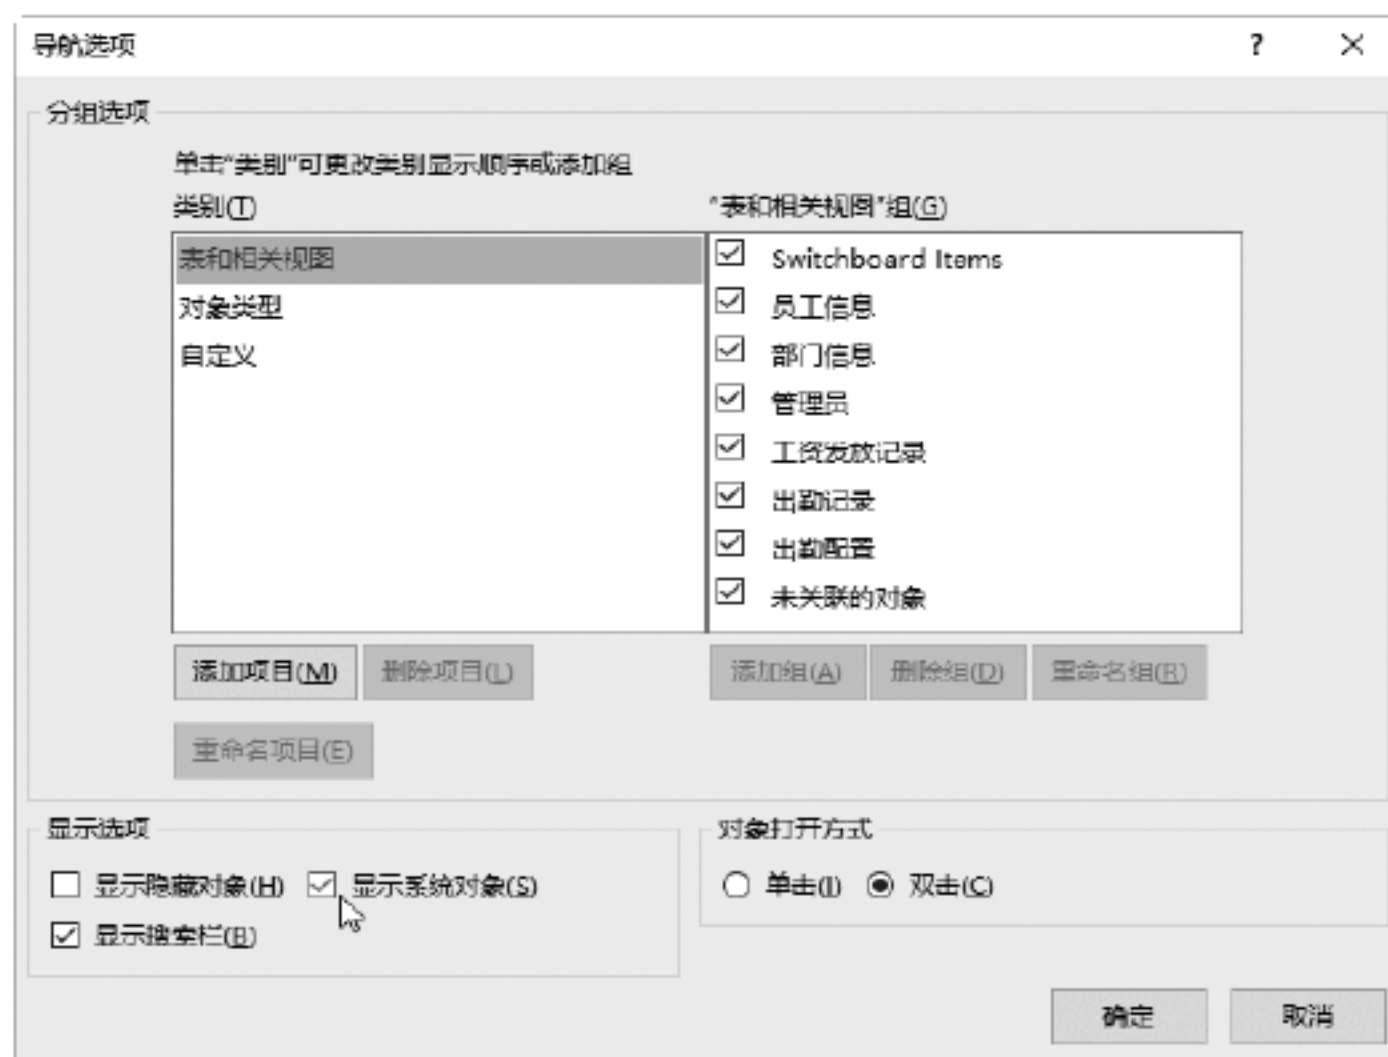 导航选项 ? ×
分组选项
单击“类别”可更改类别显示顺序或添加组
类别(T) “表和相关视图”组(G)
表和相关视图 Switchboard Items
对象类型 员工信息
自定义 部门信息
管理员
工资发放记录
出勤记录
出勤配置
未关联的对象
添加项目(M) 删除项目(L) 添加组(A) 删除组(D) 重命名组(R)
重命名项目(E)
显示选项 对象打开方式
显示隐藏对象(H) 显示系统对象(S) 单击(I) 双击(C)
显示搜索栏(B)
确定 取消